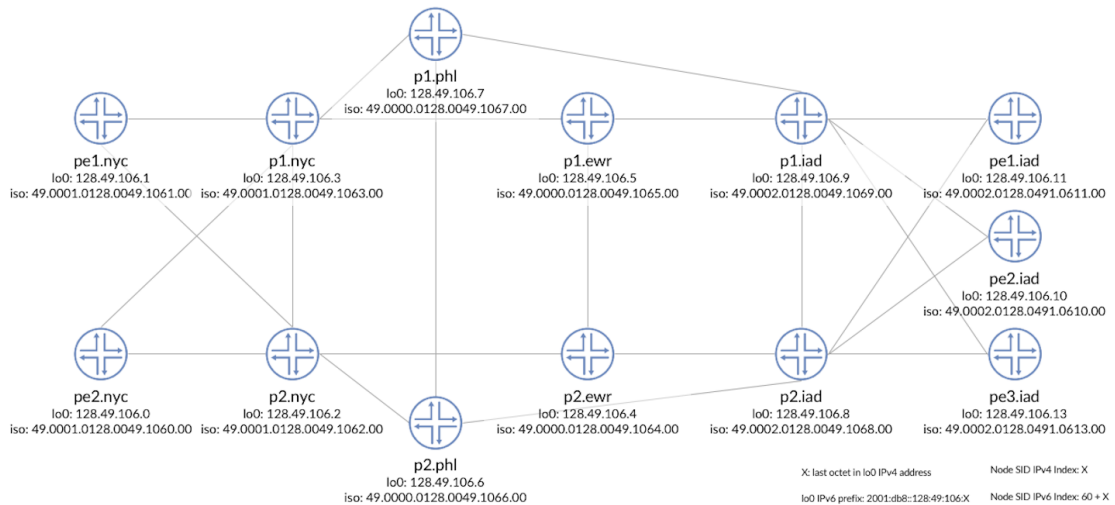 p1.phl
lo0: 128.49.106.7
iso: 49.0000.0128.0049.1067.00
pe1.nyc
lo0: 128.49.106.1
iso: 49.0001.0128.0049.1061.00
p1.nyc
lo0: 128.49.106.3
iso: 49.0001.0128.0049.1063.00
p1.ewr
lo0: 128.49.106.5
iso: 49.0000.0128.0049.1065.00
p1.iad
lo0: 128.49.106.9
iso: 49.0002.0128.0049.1069.00
pe1.iad
lo0: 128.49.106.11
iso: 49.0002.0128.0491.0611.00
pe2.iad
lo0: 128.49.106.10
iso: 49.0002.0128.0491.0610.00
pe2.nyc
lo0: 128.49.106.0
iso: 49.0001.0128.0049.1060.00
p2.nyc
lo0: 128.49.106.2
iso: 49.0001.0128.0049.1062.00
p2.ewr
lo0: 128.49.106.4
iso: 49.0000.0128.0049.1064.00
p2.iad
lo0: 128.49.106.8
iso: 49.0002.0128.0049.1068.00
pe3.iad
lo0: 128.49.106.13
iso: 49.0002.0128.0491.0613.00
p2.phl
lo0: 128.49.106.6
iso: 49.0000.0128.0049.1066.00
X: last octet in lo0 IPv4 address
Node SID IPv4 Index: X
lo0 IPv6 prefix: 2001:db8::128:49:106:X
Node SID IPv6 Index: 60 + X